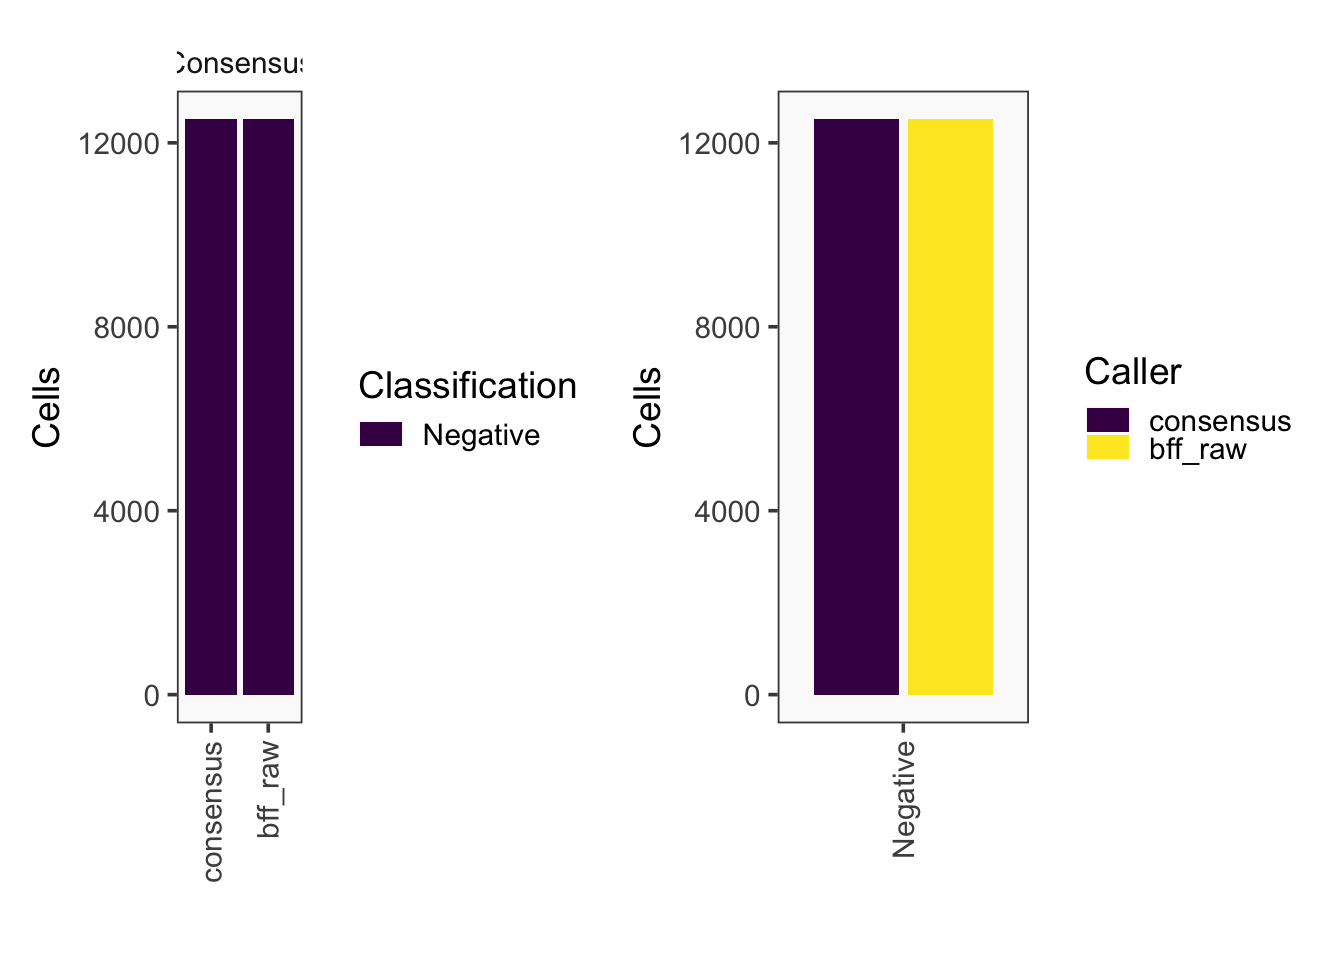 Consensus
12000
8000
4000
0
Cells
consensus
bff_raw
Classification
Negative
12000
8000
4000
0
Cells
Negative
Caller
consensus
bff_raw